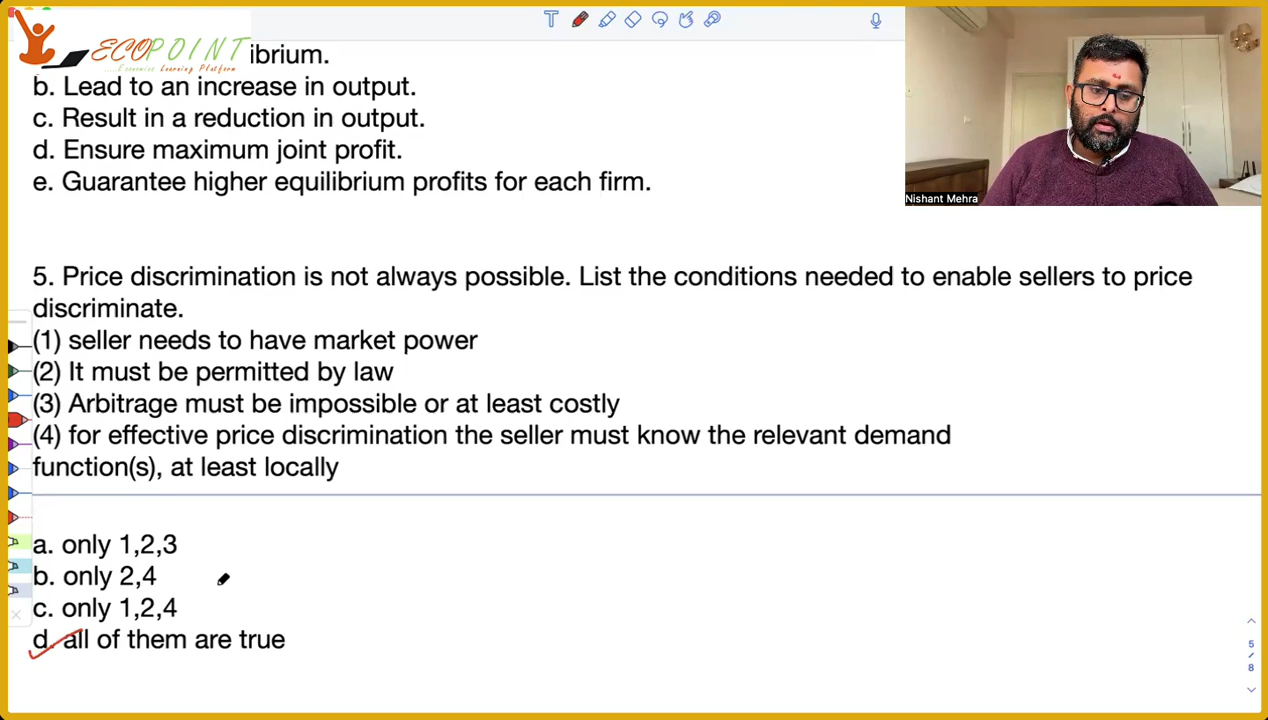 ECOPOINT
....Economics Learning Platform
ibrium.
b. Lead to an increase in output.
c. Result in a reduction in output.
d. Ensure maximum joint profit.
e. Guarantee higher equilibrium profits for each firm.
Nishant Mehra
5. Price discrimination is not always possible. List the conditions needed to enable sellers to price
discriminate.
(1) seller needs to have market power
(2) It must be permitted by law
(3) Arbitrage must be impossible or at least costly
(4) for effective price discrimination the seller must know the relevant demand
function(s), at least locally
a. only 1,2,3
b. only 2,4
c. only 1,2,4
d. all of them are true
5
/
8